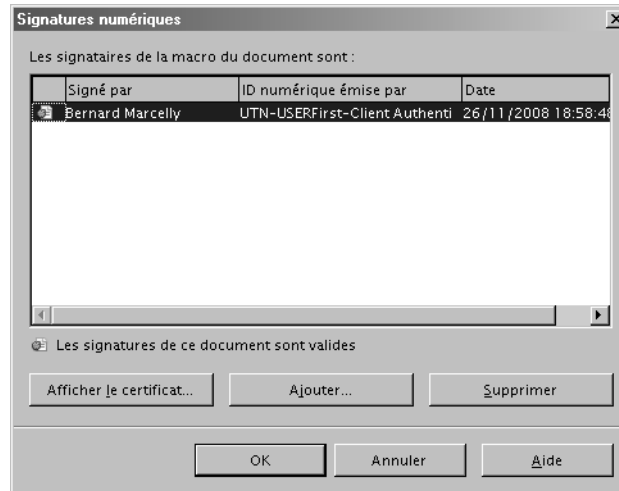 Signatures numériques
Les signataires de la macro du document sont :
Signé par ID numérique émise par Date
Bernard Marcelly UTN-USERFirst-Client Authenti 26/11/2008 18:58:48
Les signatures de ce document sont valides
Afficher le certificat... Ajouter... Supprimer
OK Annuler Aide